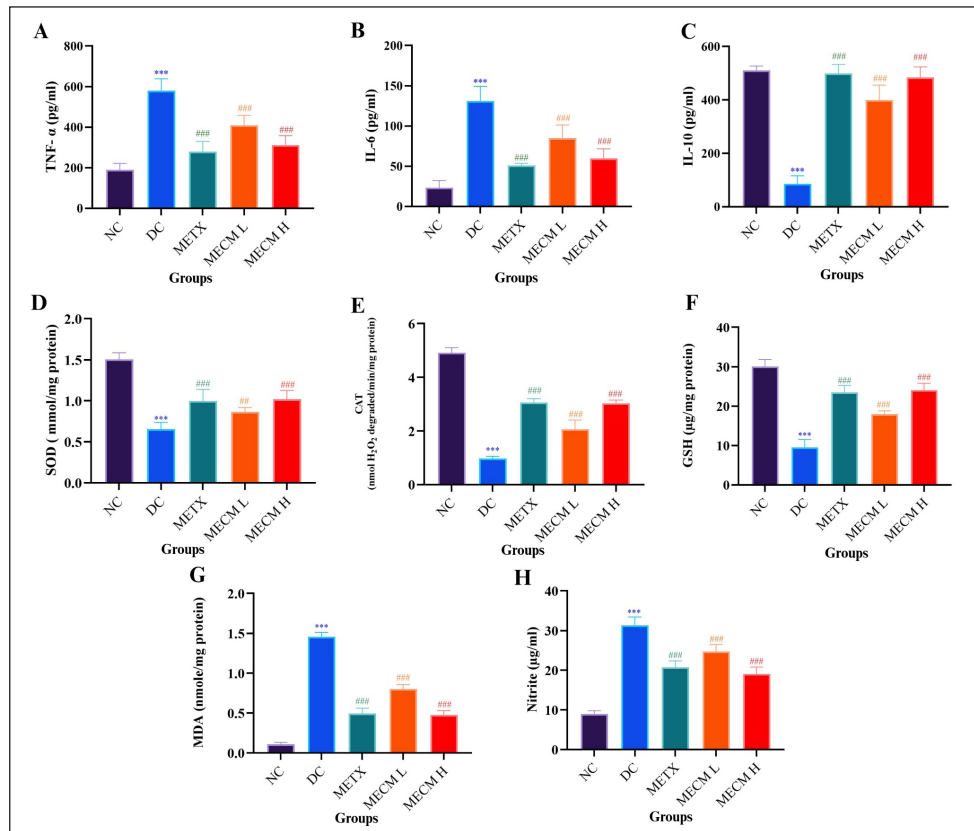 A
TNF- α (pg/ml)
800
600
400
200
0
***
###
###
###
NC
DC
METX
MECM L
MECM H
Groups
B
IL-6 (pg/ml)
200
150
100
50
0
***
###
###
###
NC
DC
METX
MECM L
MECM H
Groups
C
IL-10 (pg/ml)
600
400
200
0
***
###
###
###
NC
DC
METX
MECM L
MECM H
Groups
D
SOD ( mmol/mg protein)
2.0
1.5
1.0
0.5
0.0
***
###
##
###
NC
DC
METX
MECM L
MECM H
Groups
E
CAT
(nmol H₂O₂ degraded/min/mg protein)
6
4
2
0
***
###
###
###
NC
DC
METX
MECM L
MECM H
Groups
F
GSH (µg/mg protein)
40
30
20
10
0
***
###
###
###
NC
DC
METX
MECM L
MECM H
Groups
G
MDA (nmole/mg protein)
2.0
1.5
1.0
0.5
0.0
***
###
###
###
NC
DC
METX
MECM L
MECM H
Groups
H
Nitrite (µg/ml)
40
30
20
10
0
***
###
###
###
NC
DC
METX
MECM L
MECM H
Groups